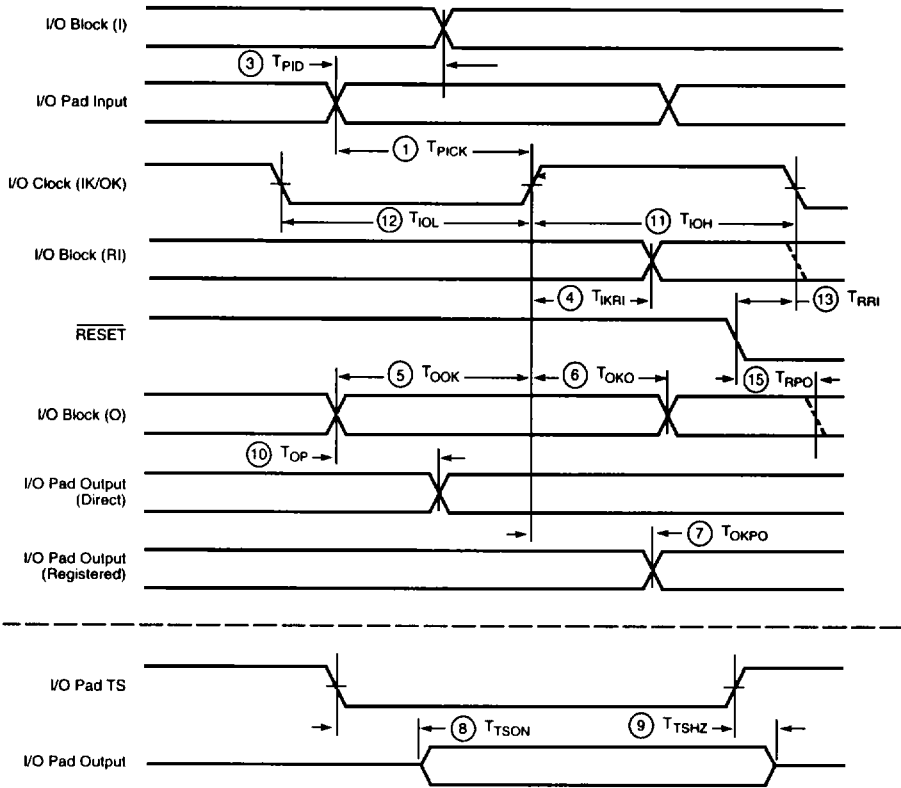 I/O Block (I)
③ TPID
I/O Pad Input
① TPICK
I/O Clock (IK/OK)
⑫ TIOL
⑪ TIOH
I/O Block (RI)
④ TIKRI
⑬ TRRI
RESET
⑤ TOOK
⑥ TOKO
⑮ TRPO
I/O Block (O)
⑩ TOP
I/O Pad Output
(Direct)
⑦ TOKPO
I/O Pad Output
(Registered)
I/O Pad TS
⑧ TTSON
⑨ TTSHZ
I/O Pad Output